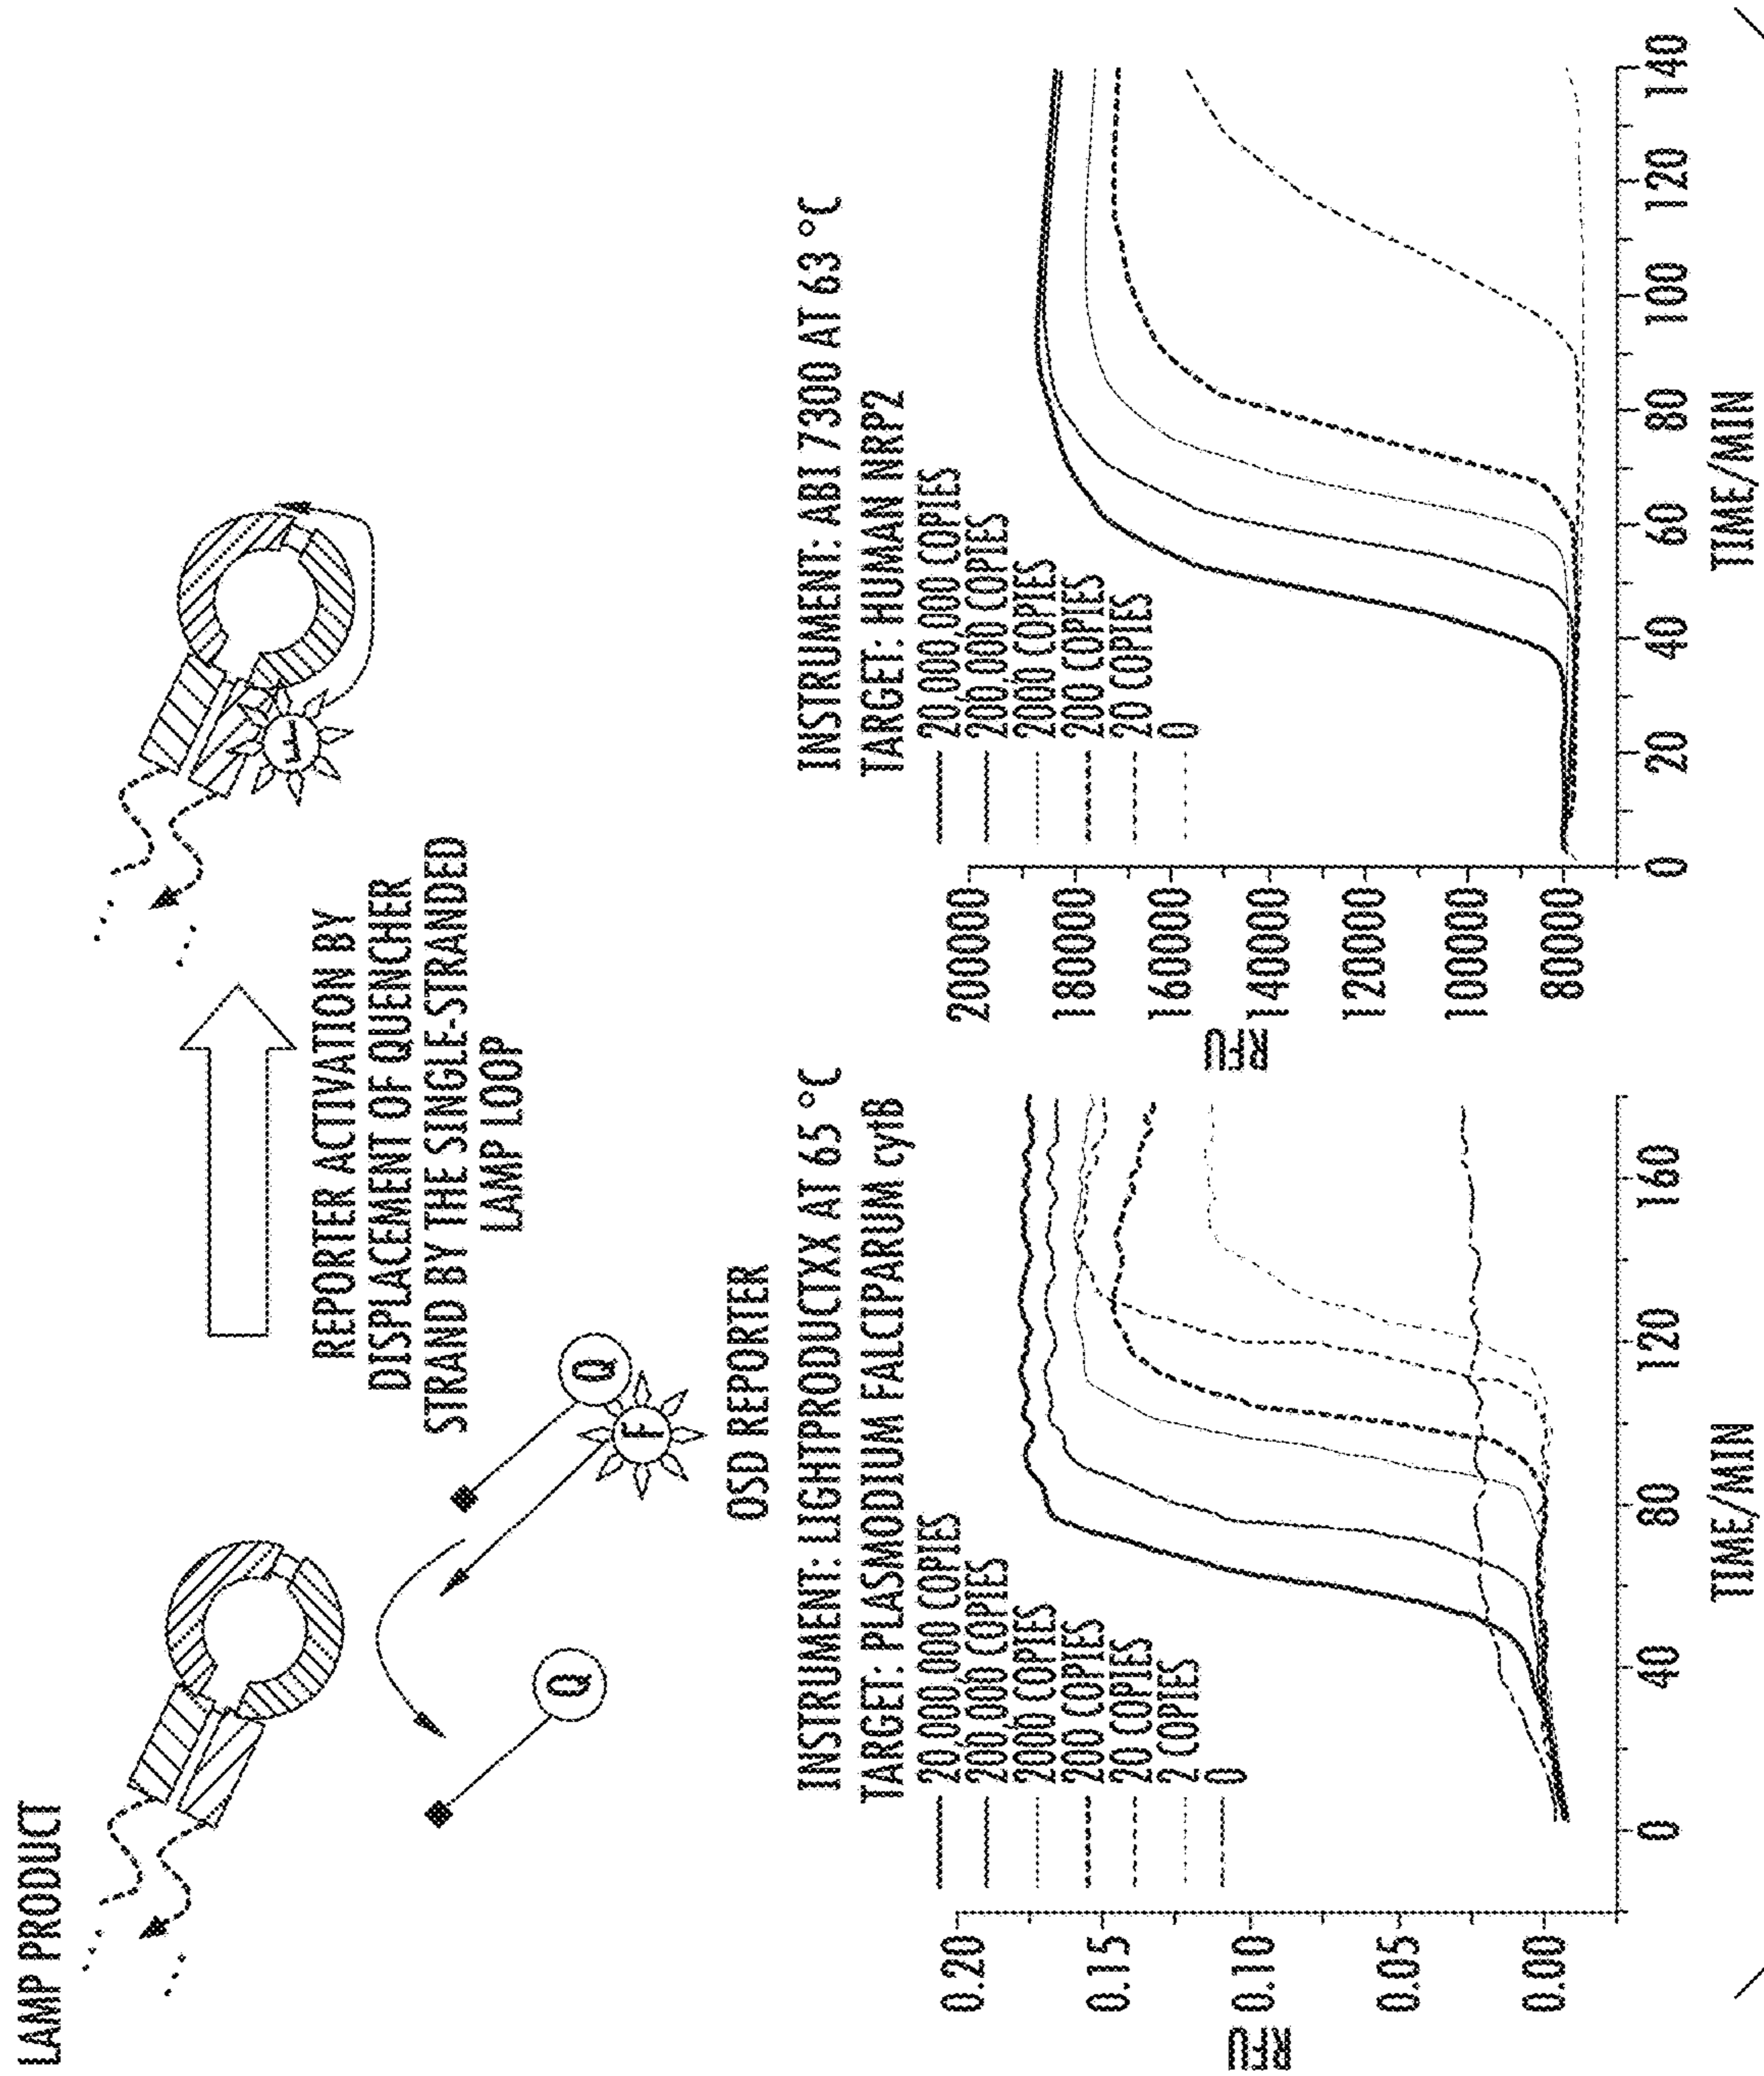 LAMP PRODUCT
Q
Q
F
OSD REPORTER
REPORTER ACTIVATION BY
DISPLACEMENT OF QUENCHER
STRAND BY THE SINGLE-STRANDED
LAMP LOOP
F
INSTRUMENT: LIGHTPRODUCTXX AT 65 °C
TARGET: PLASMODIUM FALCIPARUM cytB
20,000,000 COPIES
200,000 COPIES
2000 COPIES
200 COPIES
20 COPIES
2 COPIES
0
RFU
0.20
0.15
0.10
0.05
0.00
0
40
80
120
160
TIME/MIN
INSTRUMENT: ABI 7300 AT 63 °C
TARGET: HUMAN NRP2
20,000,000 COPIES
200,000 COPIES
2000 COPIES
200 COPIES
20 COPIES
0
RFU
200000
180000
160000
140000
120000
100000
80000
0
20
40
60
80
100
120
140
TIME/MIN